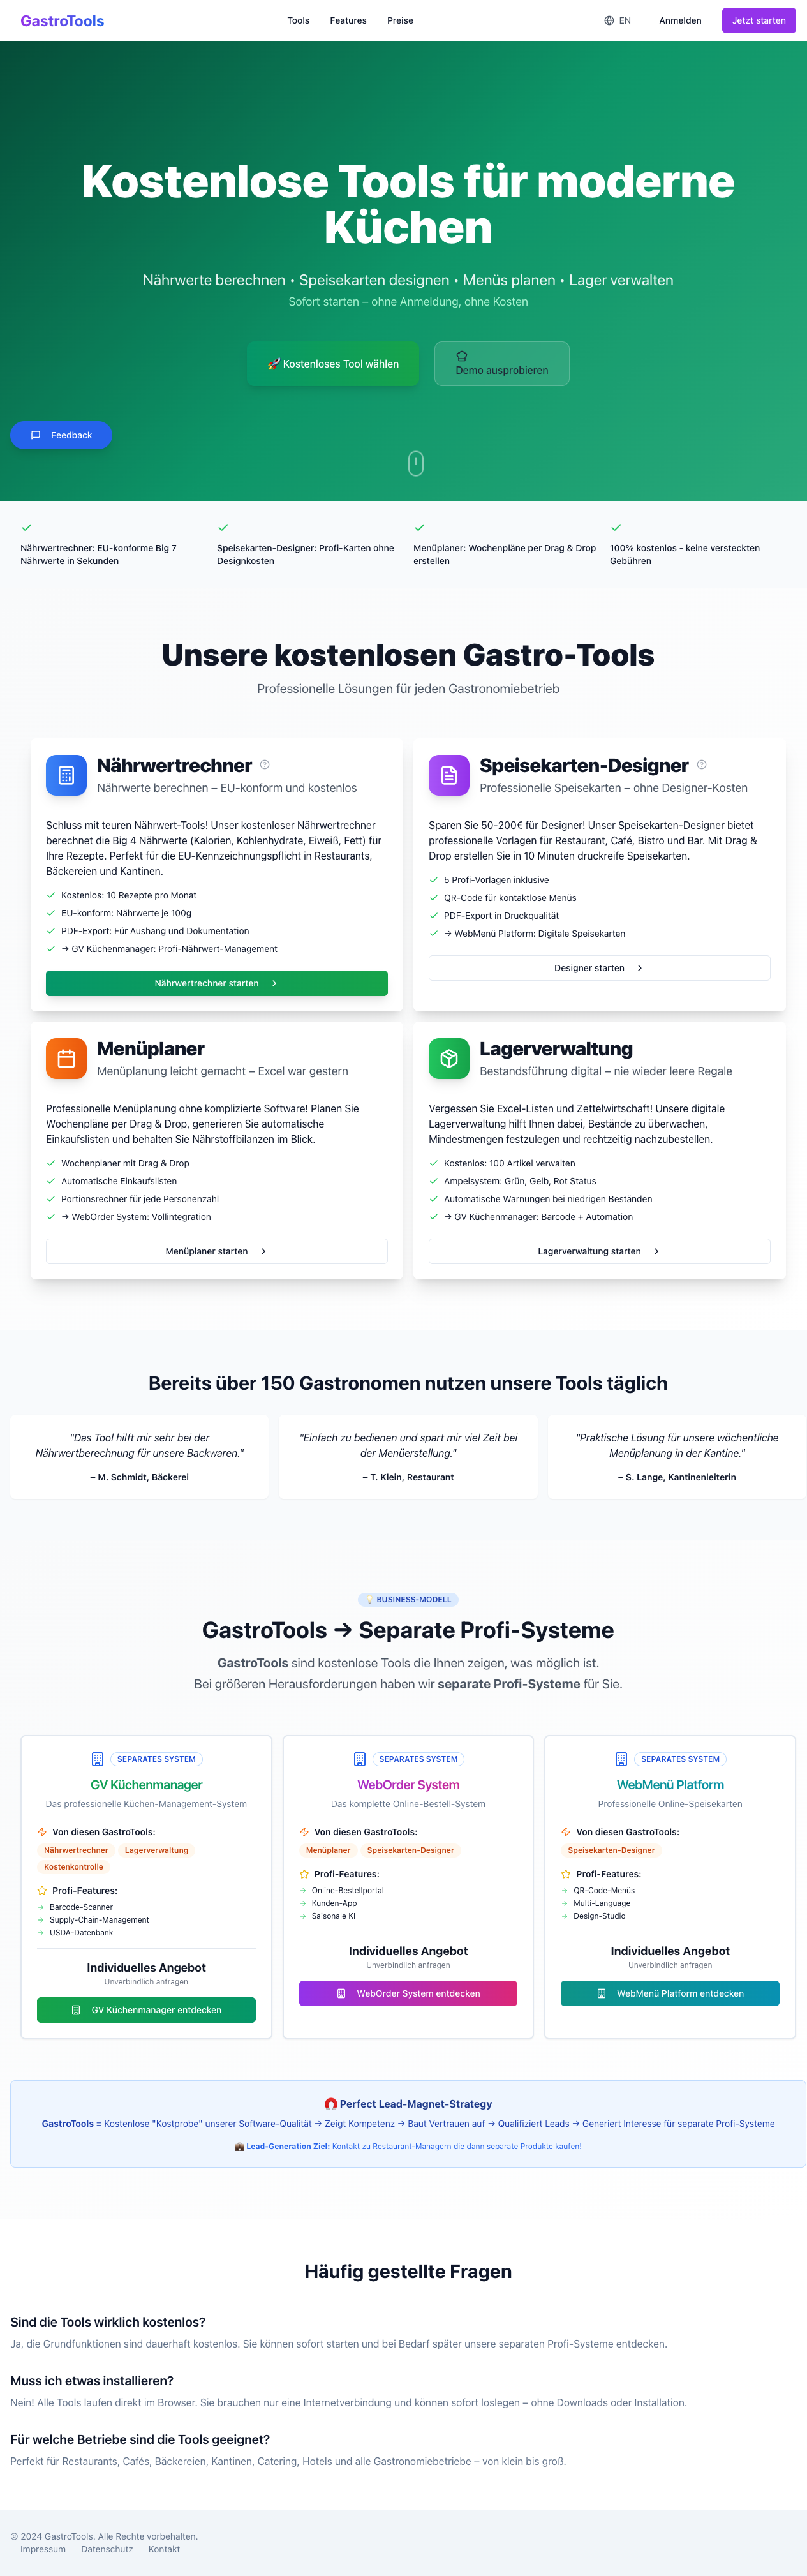 GastroTools
Tools
Features
Preise
EN
Anmelden
Jetzt starten
Kostenlose Tools für moderne
Küchen
Nährwerte berechnen • Speisekarten designen • Menüs planen • Lager verwalten
Sofort starten – ohne Anmeldung, ohne Kosten
🚀 Kostenloses Tool wählen
Demo ausprobieren
Feedback
Nährwertrechner: EU-konforme Big 7
Nährwerte in Sekunden
Speisekarten-Designer: Profi-Karten ohne
Designkosten
Menüplaner: Wochenpläne per Drag & Drop
erstellen
100% kostenlos - keine versteckten
Gebühren
Unsere kostenlosen Gastro-Tools
Professionelle Lösungen für jeden Gastronomiebetrieb
Nährwertrechner
Nährwerte berechnen – EU-konform und kostenlos
Schluss mit teuren Nährwert-Tools! Unser kostenloser Nährwertrechner
berechnet die Big 4 Nährwerte (Kalorien, Kohlenhydrate, Eiweiß, Fett) für
Ihre Rezepte. Perfekt für die EU-Kennzeichnungspflicht in Restaurants,
Bäckereien und Kantinen.
Kostenlos: 10 Rezepte pro Monat
EU-konform: Nährwerte je 100g
PDF-Export: Für Aushang und Dokumentation
→ GV Küchenmanager: Profi-Nährwert-Management
Nährwertrechner starten
Speisekarten-Designer
Professionelle Speisekarten – ohne Designer-Kosten
Sparen Sie 50-200€ für Designer! Unser Speisekarten-Designer bietet
professionelle Vorlagen für Restaurant, Café, Bistro und Bar. Mit Drag &
Drop erstellen Sie in 10 Minuten druckreife Speisekarten.
5 Profi-Vorlagen inklusive
QR-Code für kontaktlose Menüs
PDF-Export in Druckqualität
→ WebMenü Platform: Digitale Speisekarten
Designer starten
Menüplaner
Menüplanung leicht gemacht – Excel war gestern
Professionelle Menüplanung ohne komplizierte Software! Planen Sie
Wochenpläne per Drag & Drop, generieren Sie automatische
Einkaufslisten und behalten Sie Nährstoffbilanzen im Blick.
Wochenplaner mit Drag & Drop
Automatische Einkaufslisten
Portionsrechner für jede Personenzahl
→ WebOrder System: Vollintegration
Menüplaner starten
Lagerverwaltung
Bestandsführung digital – nie wieder leere Regale
Vergessen Sie Excel-Listen und Zettelwirtschaft! Unsere digitale
Lagerverwaltung hilft Ihnen dabei, Bestände zu überwachen,
Mindestmengen festzulegen und rechtzeitig nachzubestellen.
Kostenlos: 100 Artikel verwalten
Ampelsystem: Grün, Gelb, Rot Status
Automatische Warnungen bei niedrigen Beständen
→ GV Küchenmanager: Barcode + Automation
Lagerverwaltung starten
Bereits über 150 Gastronomen nutzen unsere Tools täglich
"Das Tool hilft mir sehr bei der
Nährwertberechnung für unsere Backwaren."
– M. Schmidt, Bäckerei
"Einfach zu bedienen und spart mir viel Zeit bei
der Menüerstellung."
– T. Klein, Restaurant
"Praktische Lösung für unsere wöchentliche
Menüplanung in der Kantine."
– S. Lange, Kantinenleiterin
💡 BUSINESS-MODELL
GastroTools → Separate Profi-Systeme
GastroTools sind kostenlose Tools die Ihnen zeigen, was möglich ist.
Bei größeren Herausforderungen haben wir separate Profi-Systeme für Sie.
SEPARATES SYSTEM
GV Küchenmanager
Das professionelle Küchen-Management-System
Von diesen GastroTools:
Nährwertrechner
Lagerverwaltung
Kostenkontrolle
Profi-Features:
Barcode-Scanner
Supply-Chain-Management
USDA-Datenbank
Individuelles Angebot
Unverbindlich anfragen
GV Küchenmanager entdecken
SEPARATES SYSTEM
WebOrder System
Das komplette Online-Bestell-System
Von diesen GastroTools:
Menüplaner
Speisekarten-Designer
Profi-Features:
Online-Bestellportal
Kunden-App
Saisonale KI
Individuelles Angebot
Unverbindlich anfragen
WebOrder System entdecken
SEPARATES SYSTEM
WebMenü Platform
Professionelle Online-Speisekarten
Von diesen GastroTools:
Speisekarten-Designer
Profi-Features:
QR-Code-Menüs
Multi-Language
Design-Studio
Individuelles Angebot
Unverbindlich anfragen
WebMenü Platform entdecken
🧲 Perfect Lead-Magnet-Strategy
GastroTools = Kostenlose "Kostprobe" unserer Software-Qualität → Zeigt Kompetenz → Baut Vertrauen auf → Qualifiziert Leads → Generiert Interesse für separate Profi-Systeme
💼 Lead-Generation Ziel: Kontakt zu Restaurant-Managern die dann separate Produkte kaufen!
Häufig gestellte Fragen
Sind die Tools wirklich kostenlos?
Ja, die Grundfunktionen sind dauerhaft kostenlos. Sie können sofort starten und bei Bedarf später unsere separaten Profi-Systeme entdecken.
Muss ich etwas installieren?
Nein! Alle Tools laufen direkt im Browser. Sie brauchen nur eine Internetverbindung und können sofort loslegen – ohne Downloads oder Installation.
Für welche Betriebe sind die Tools geeignet?
Perfekt für Restaurants, Cafés, Bäckereien, Kantinen, Catering, Hotels und alle Gastronomiebetriebe – von klein bis groß.
© 2024 GastroTools. Alle Rechte vorbehalten.
Impressum
Datenschutz
Kontakt